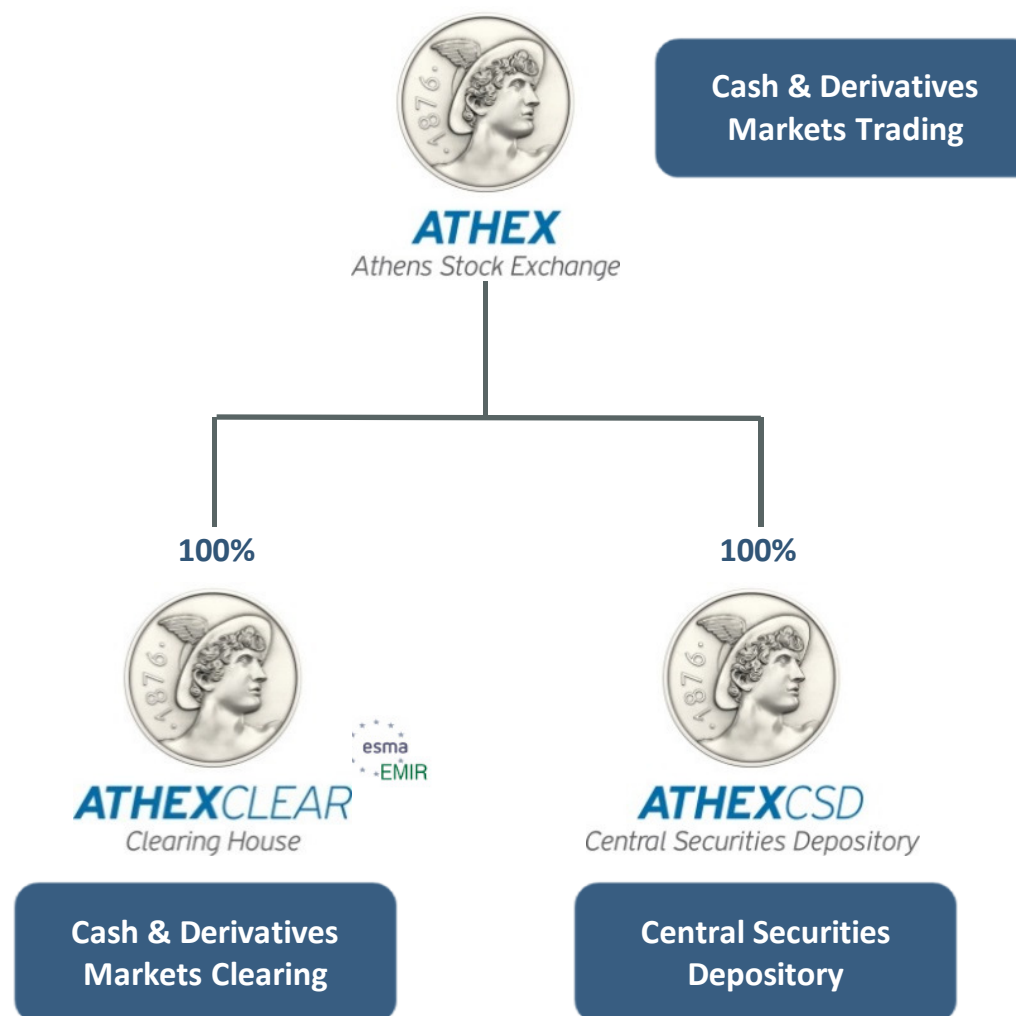 ·1876·
Cash & Derivatives
Markets Trading
ATHEX
Athens Stock Exchange
100%
100%
·1876·
·1876·
esma
EMIR
ATHEXCLEAR
Clearing House
ATHEXCSD
Central Securities Depository
Cash & Derivatives
Markets Clearing
Central Securities
Depository